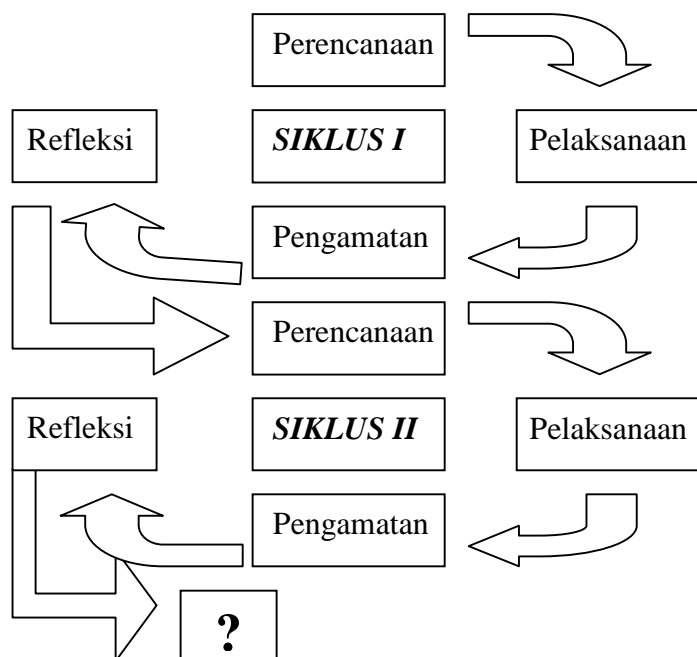 Perencanaan
Refleksi
SIKLUS I
Pelaksanaan
Pengamatan
Perencanaan
Refleksi
SIKLUS II
Pelaksanaan
Pengamatan
?